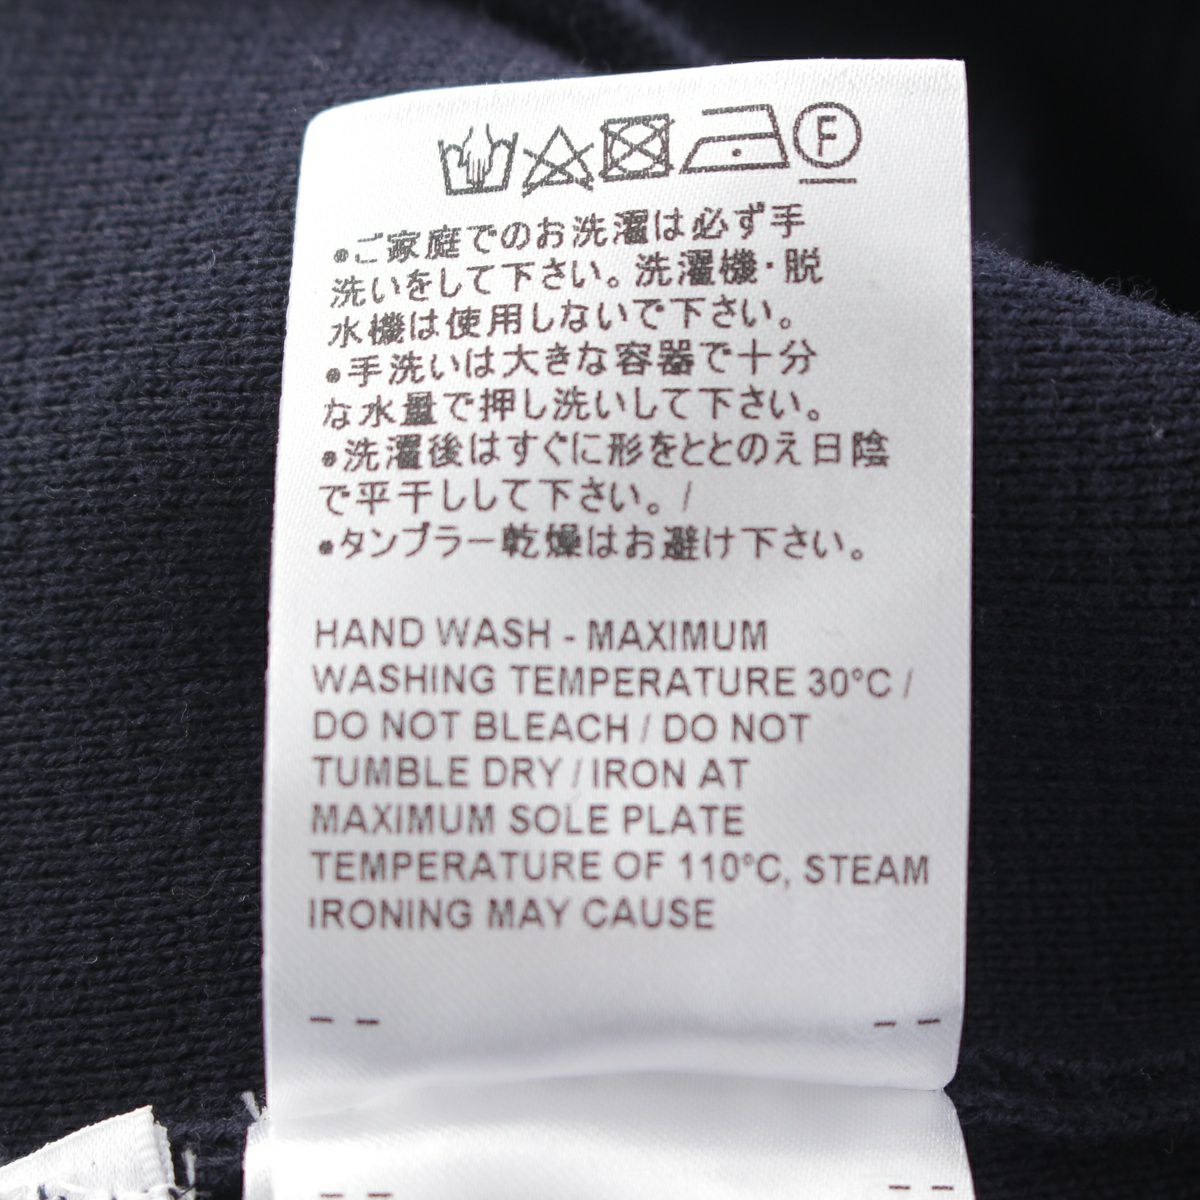 F
●ご家庭でのお洗濯は必ず手
洗いをして下さい。洗濯機・脱
水機は使用しないで下さい。
●手洗いは大きな容器で十分
な水量で押し洗いして下さい。
●洗濯後はすぐに形をととのえ日陰
で平干しして下さい。/
●タンブラー乾燥はお避け下さい。
HAND WASH - MAXIMUM
WASHING TEMPERATURE 30°C /
DO NOT BLEACH / DO NOT
TUMBLE DRY / IRON AT
MAXIMUM SOLE PLATE
TEMPERATURE OF 110°C, STEAM
IRONING MAY CAUSE